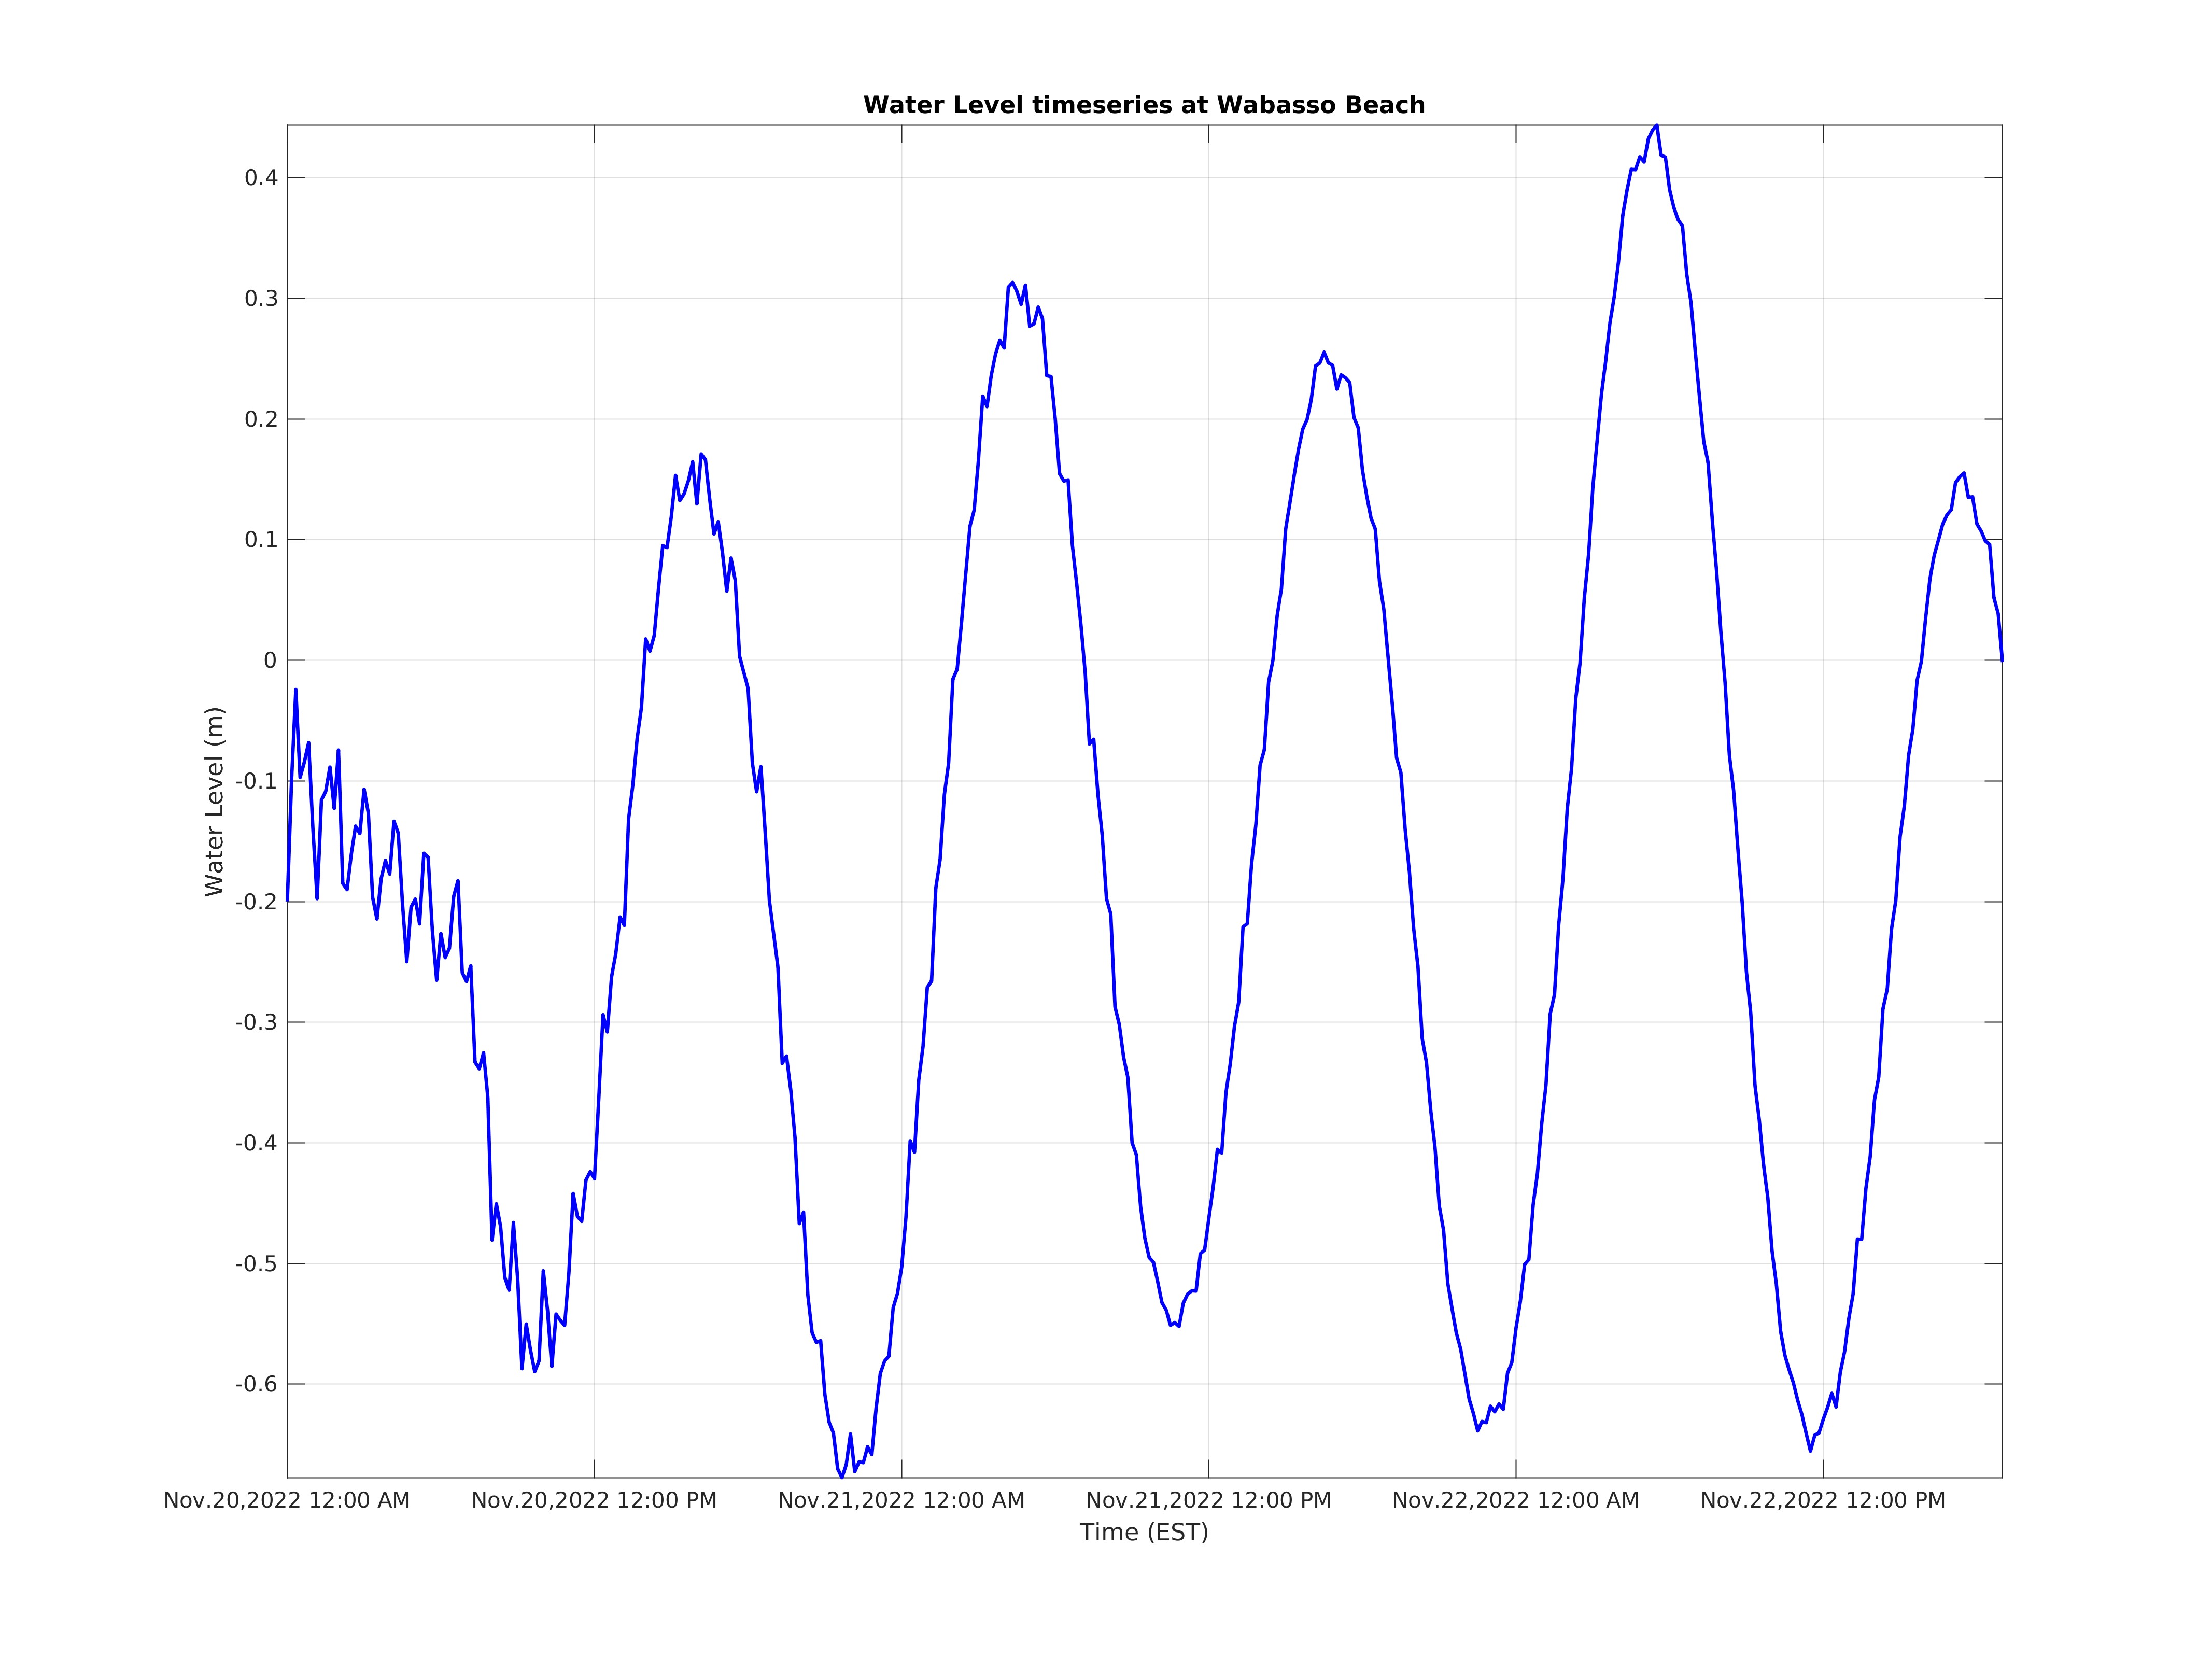 Water Level timeseries at Wabasso Beach
0.4
0.3
0.2
0.1
0
-0.1
-0.2
-0.3
-0.4
-0.5
-0.6
Water Level (m)
Nov.20,2022 12:00 AM Nov.20,2022 12:00 PM Nov.21,2022 12:00 AM Nov.21,2022 12:00 PM Nov.22,2022 12:00 AM Nov.22,2022 12:00 PM
Time (EST)